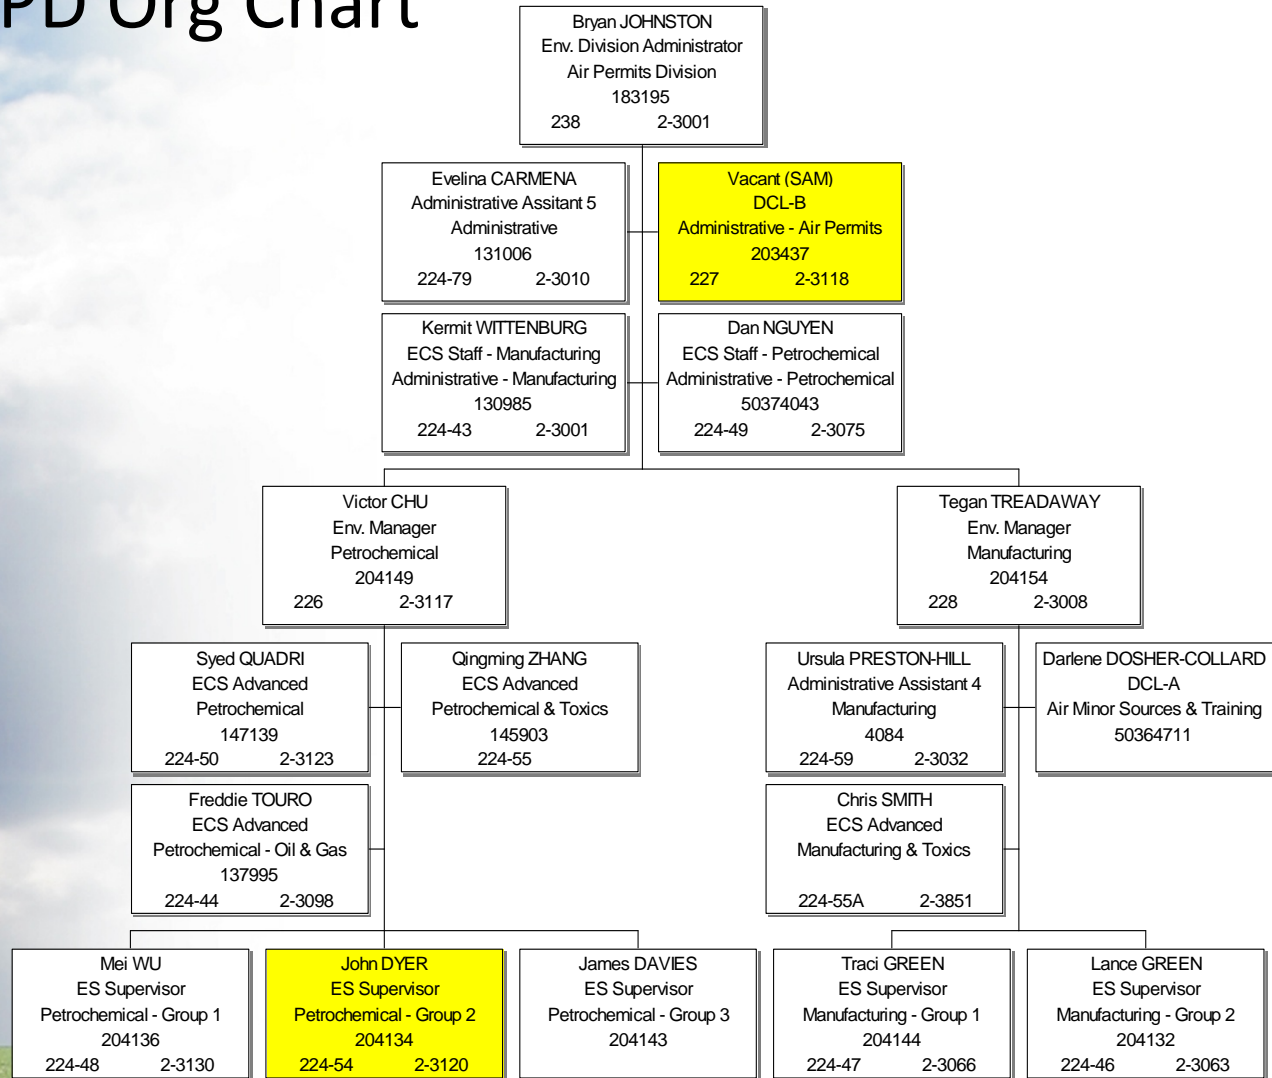 PD Org Chart
Bryan JOHNSTON
Env. Division Administrator
Air Permits Division
183195
238 2-3001
Evelina CARMENA
Administrative Assitant 5
Administrative
131006
224-79 2-3010
Vacant (SAM)
DCL-B
Administrative - Air Permits
203437
227 2-3118
Kermit WITTENBURG
ECS Staff - Manufacturing
Administrative - Manufacturing
130985
224-43 2-3001
Dan NGUYEN
ECS Staff - Petrochemical
Administrative - Petrochemical
50374043
224-49 2-3075
Victor CHU
Env. Manager
Petrochemical
204149
226 2-3117
Tegan TREADAWAY
Env. Manager
Manufacturing
204154
228 2-3008
Syed QUADRI
ECS Advanced
Petrochemical
147139
224-50 2-3123
Qingming ZHANG
ECS Advanced
Petrochemical & Toxics
145903
224-55
Ursula PRESTON-HILL
Administrative Assistant 4
Manufacturing
4084
224-59 2-3032
Darlene DOSHER-COLLARD
DCL-A
Air Minor Sources & Training
50364711
Freddie TOURO
ECS Advanced
Petrochemical - Oil & Gas
137995
224-44 2-3098
Chris SMITH
ECS Advanced
Manufacturing & Toxics
224-55A 2-3851
Mei WU
ES Supervisor
Petrochemical - Group 1
204136
224-48 2-3130
John DYER
ES Supervisor
Petrochemical - Group 2
204134
224-54 2-3120
James DAVIES
ES Supervisor
Petrochemical - Group 3
204143
Traci GREEN
ES Supervisor
Manufacturing - Group 1
204144
224-47 2-3066
Lance GREEN
ES Supervisor
Manufacturing - Group 2
204132
224-46 2-3063